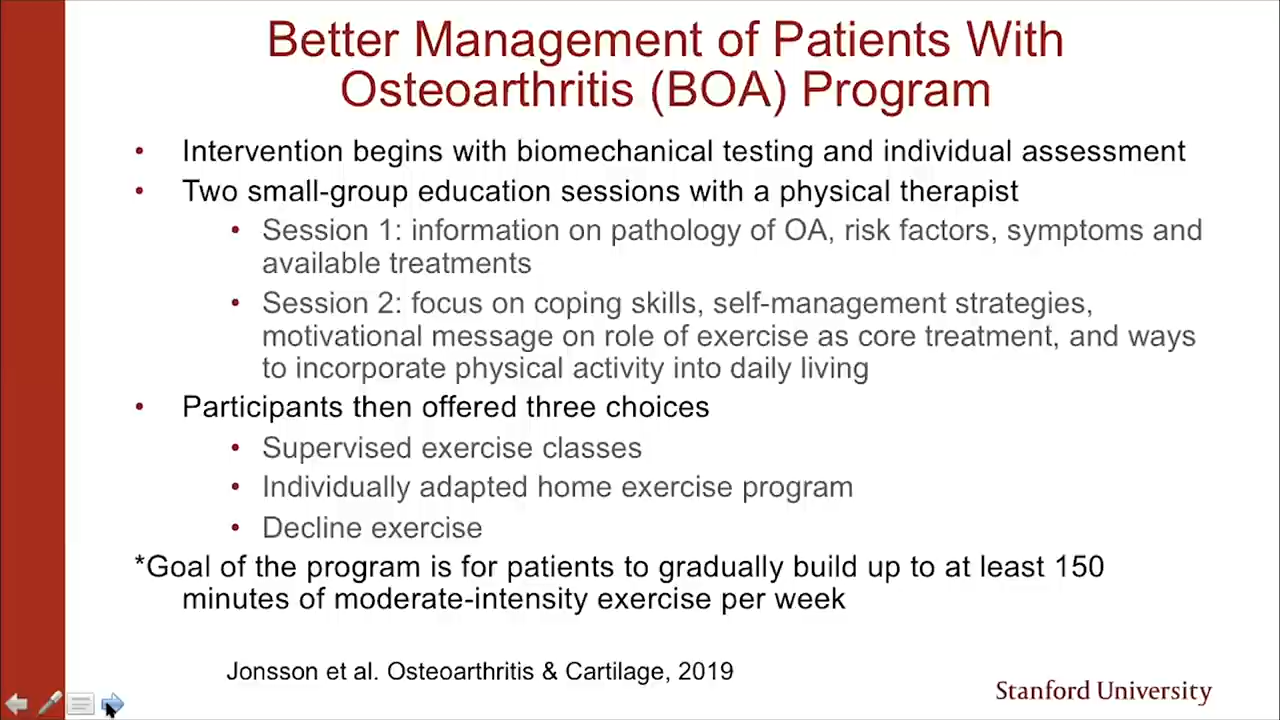 Better Management of Patients With
Osteoarthritis (BOA) Program
• Intervention begins with biomechanical testing and individual assessment
• Two small-group education sessions with a physical therapist
• Session 1: information on pathology of OA, risk factors, symptoms and
available treatments
• Session 2: focus on coping skills, self-management strategies,
motivational message on role of exercise as core treatment, and ways
to incorporate physical activity into daily living
• Participants then offered three choices
• Supervised exercise classes
• Individually adapted home exercise program
• Decline exercise
*Goal of the program is for patients to gradually build up to at least 150
minutes of moderate-intensity exercise per week
Jonsson et al. Osteoarthritis & Cartilage, 2019
Stanford University